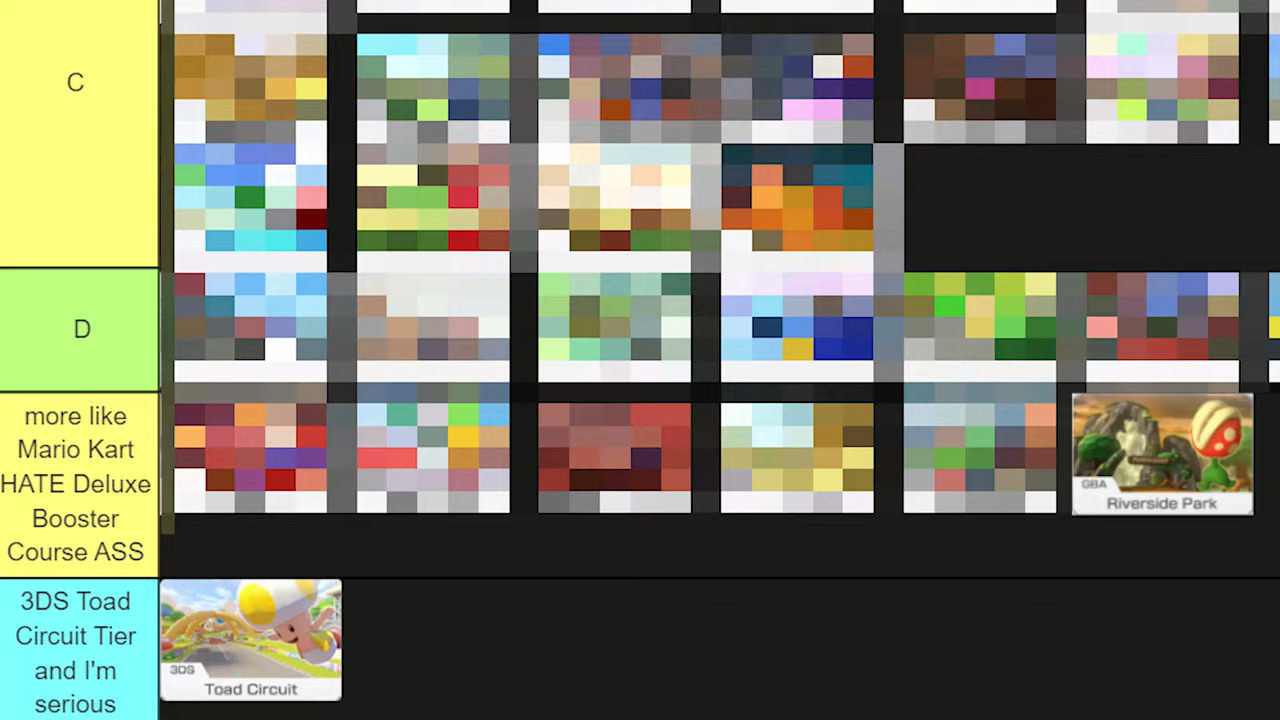 C
D
more like
Mario Kart
HATE Deluxe
Booster
Course ASS
GBA
Riverside Park
3DS Toad
Circuit Tier
and I'm
serious
3DS
Toad Circuit